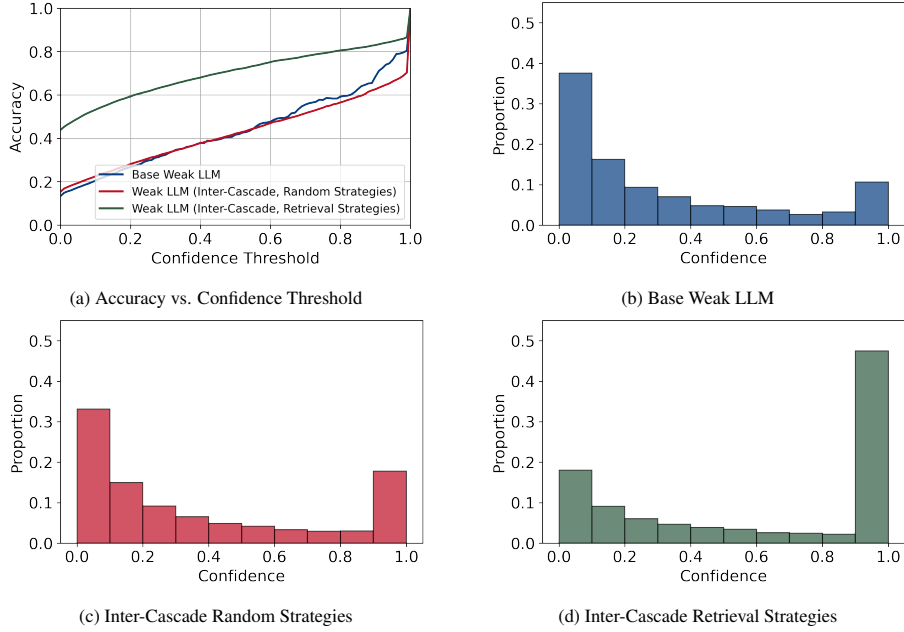 1.0
0.8
0.6
0.4
0.2
0.0
Accuracy
Base Weak LLM
Weak LLM (Inter-Cascade, Random Strategies)
Weak LLM (Inter-Cascade, Retrieval Strategies)
0.0 0.2 0.4 0.6 0.8 1.0
Confidence Threshold
(a) Accuracy vs. Confidence Threshold
0.5
0.4
0.3
0.2
0.1
0.0
Proportion
0.0 0.2 0.4 0.6 0.8 1.0
Confidence
(b) Base Weak LLM
0.5
0.4
0.3
0.2
0.1
0.0
Proportion
0.0 0.2 0.4 0.6 0.8 1.0
Confidence
(c) Inter-Cascade Random Strategies
0.5
0.4
0.3
0.2
0.1
0.0
Proportion
0.0 0.2 0.4 0.6 0.8 1.0
Confidence
(d) Inter-Cascade Retrieval Strategies